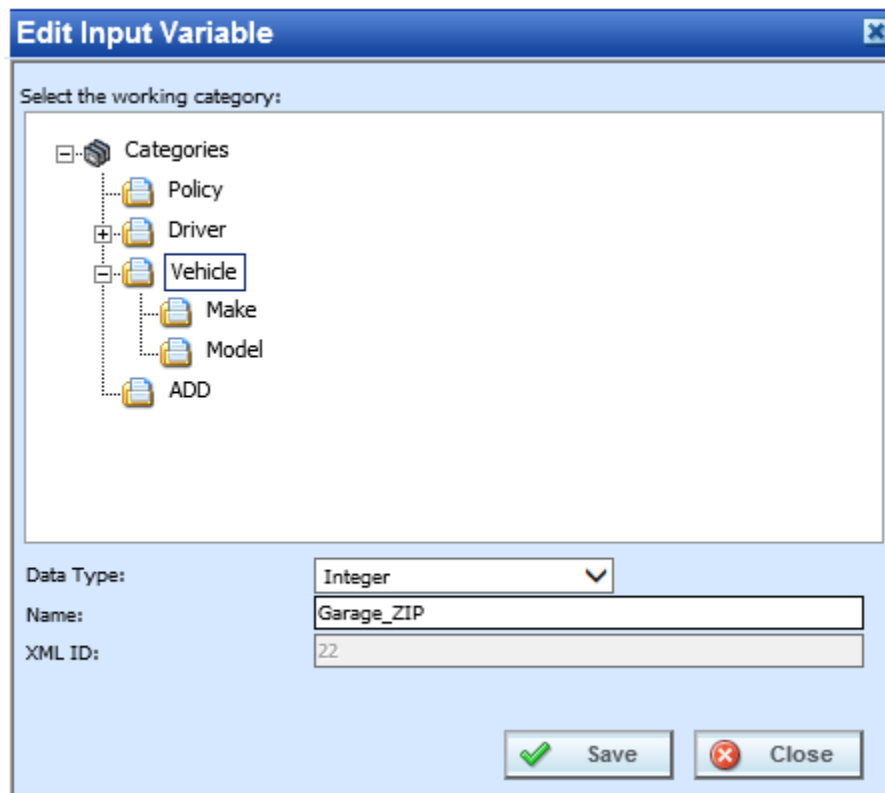 Edit Input Variable
Select the working category:
Categories
Policy
Driver
Vehicle
Make
Model
ADD
Data Type: Integer
Name: Garage_ZIP
XML ID: 22
Save Close